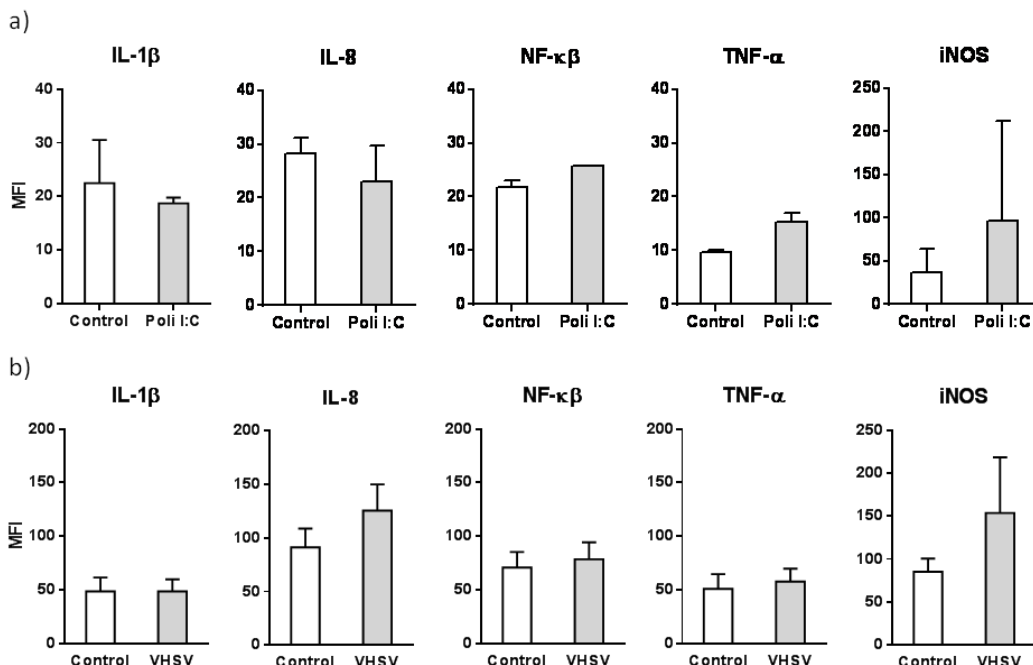 a)
IL-1β IL-8 NF-κβ TNF-α iNOS
40 40 40 40 250
30 30 30 30 200
20 20 20 20 150
10 10 10 10 100
0 0 0 0 50
0
MFI
Control Poli I:C Control Poli I:C Control Poli I:C Control Poli I:C Control Poli I:C
b)
IL-1β IL-8 NF-κβ TNF-α iNOS
200 200 200 200 250
150 150 150 150 200
100 100 100 100 150
50 50 50 50 100
0 0 0 0 50
0
MFI
Control VHSV Control VHSV Control VHSV Control VHSV Control VHSV